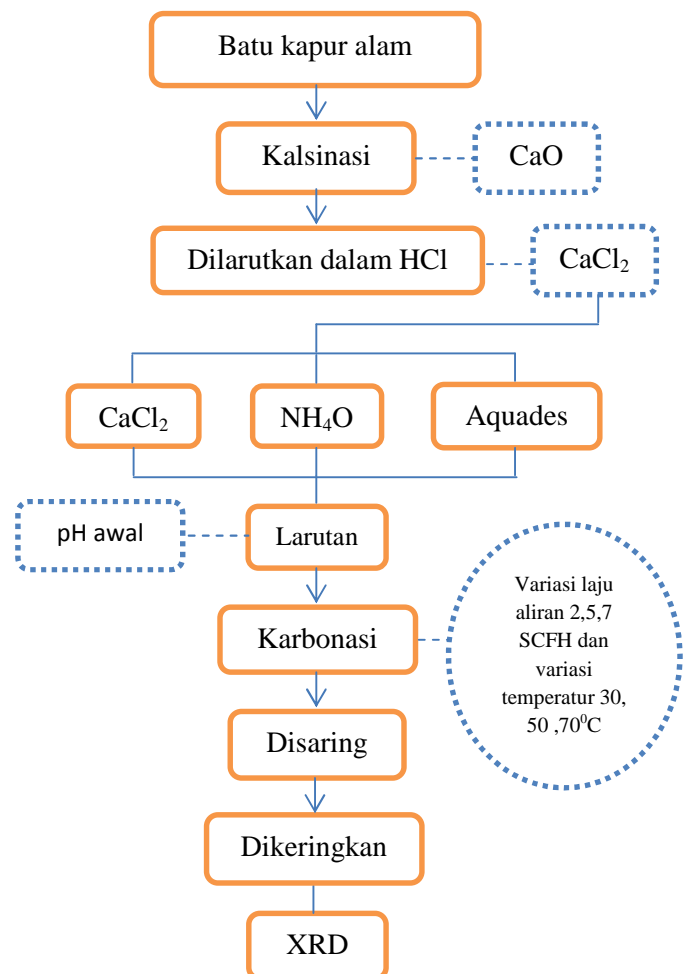 Batu kapur alam
Kalsinasi
CaO
Dilarutkan dalam HCl
CaCl₂
CaCl₂
NH₄O
Aquades
pH awal
Larutan
Karbonasi
Variasi laju
aliran 2,5,7
SCFH dan
variasi
temperatur 30,
50 ,70⁰C
Disaring
Dikeringkan
XRD